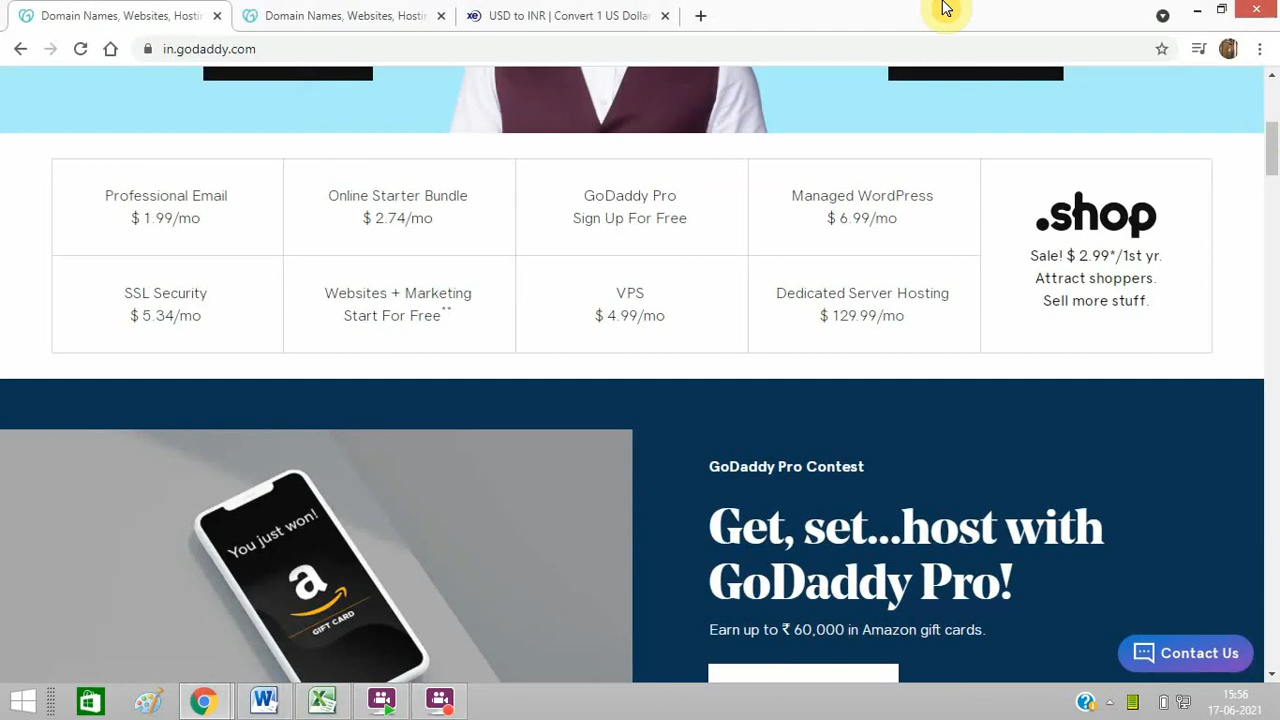 Domain Names, Websites, Hostin
Domain Names, Websites, Hostin
xe
USD to INR | Convert 1 US Dollar
in.godaddy.com
Professional Email
$ 1.99/mo
Online Starter Bundle
$ 2.74/mo
GoDaddy Pro
Sign Up For Free
Managed WordPress
$ 6.99/mo
.shop
Sale! $ 2.99*/1st yr.
Attract shoppers.
Sell more stuff.
SSL Security
$ 5.34/mo
Websites + Marketing
Start For Free**
VPS
$ 4.99/mo
Dedicated Server Hosting
$ 129.99/mo
You just won!
a
GIFT CARD
GoDaddy Pro Contest
Get, set...host with
GoDaddy Pro!
Earn up to ₹ 60,000 in Amazon gift cards.
Contact Us
15:56
17-06-2021